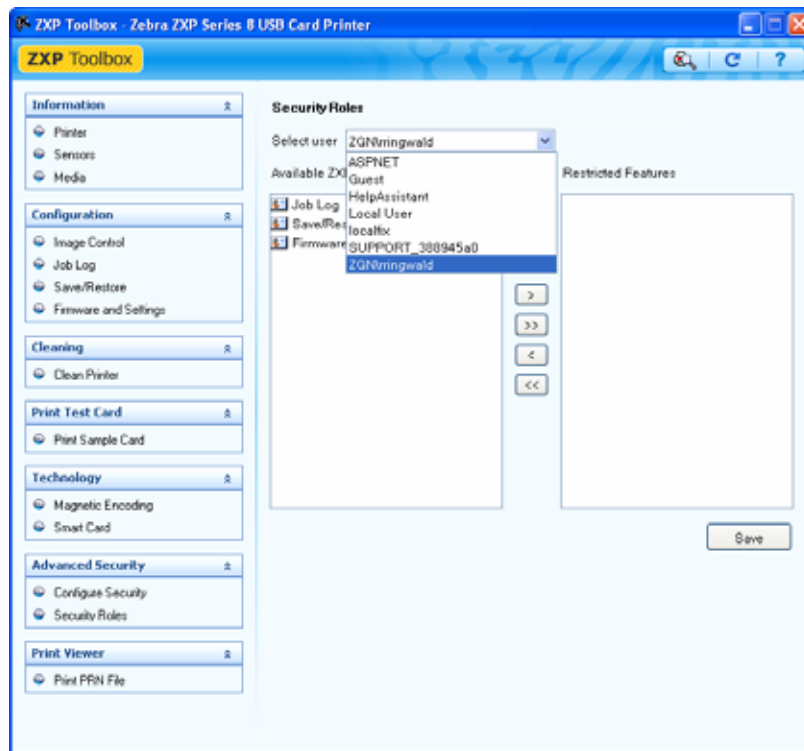 ZXP Toolbox - Zebra ZXP Series 8 USB Card Printer
ZXP Toolbox
?
Information
Printer
Sensors
Media
Configuration
Image Control
Job Log
Save/Restore
Firmware and Settings
Cleaning
Clean Printer
Print Test Card
Print Sample Card
Technology
Magnetic Encoding
Smart Card
Advanced Security
Configure Security
Security Roles
Print Viewer
Print PRN File
Security Roles
Select user ZGN\rringwald
ASPNET
Guest
HelpAssistant
Local User
localfix
SUPPORT_388945a0
ZGN\rringwald
Available ZX
Job Log
Save/Res
Firmware
>
>>
<
<<
Restricted Features
Save